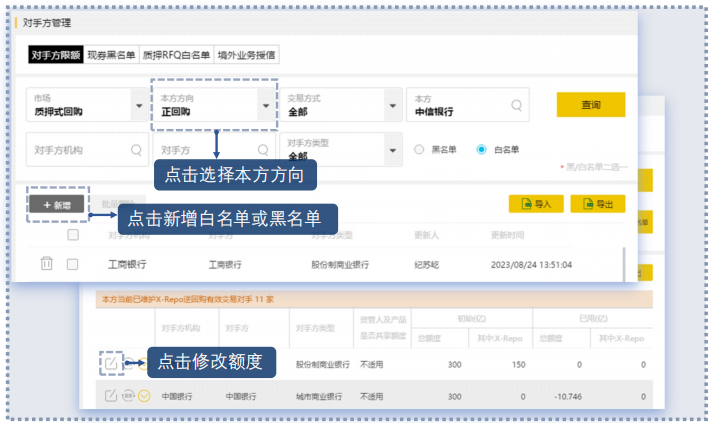 对手方管理
对手方限额 现券黑名单 质押RFQ白名单 境外业务授信
市场 本方方向 交易方式 本方
质押式回购 正回购 全部 中信银行 查询
对手方机构 对手方 对手方类型 全部 黑名单 白名单
* 黑/白名单二选一
点击选择本方方向
+ 新增 导入 导出
点击新增白名单或黑名单
对手方机构 对手方 对手方类型 更新人 更新时间
工商银行 工商银行 股份制商业银行 纪苏屹 2023/08/24 13:51:04
本方当前已维护X-Repo逆回购有效交易对手 11 家
对手方机构 对手方 对手方类型 资管人及产品是否共享额度 初始(亿) 已用(亿)
总额度 其中:X-Repo 总额度 其中:X-Repo
点击修改额度 股份制商业银行 不适用 300 150 0 0
中国银行 中国银行 城市商业银行 不适用 300 0 -10.746 0